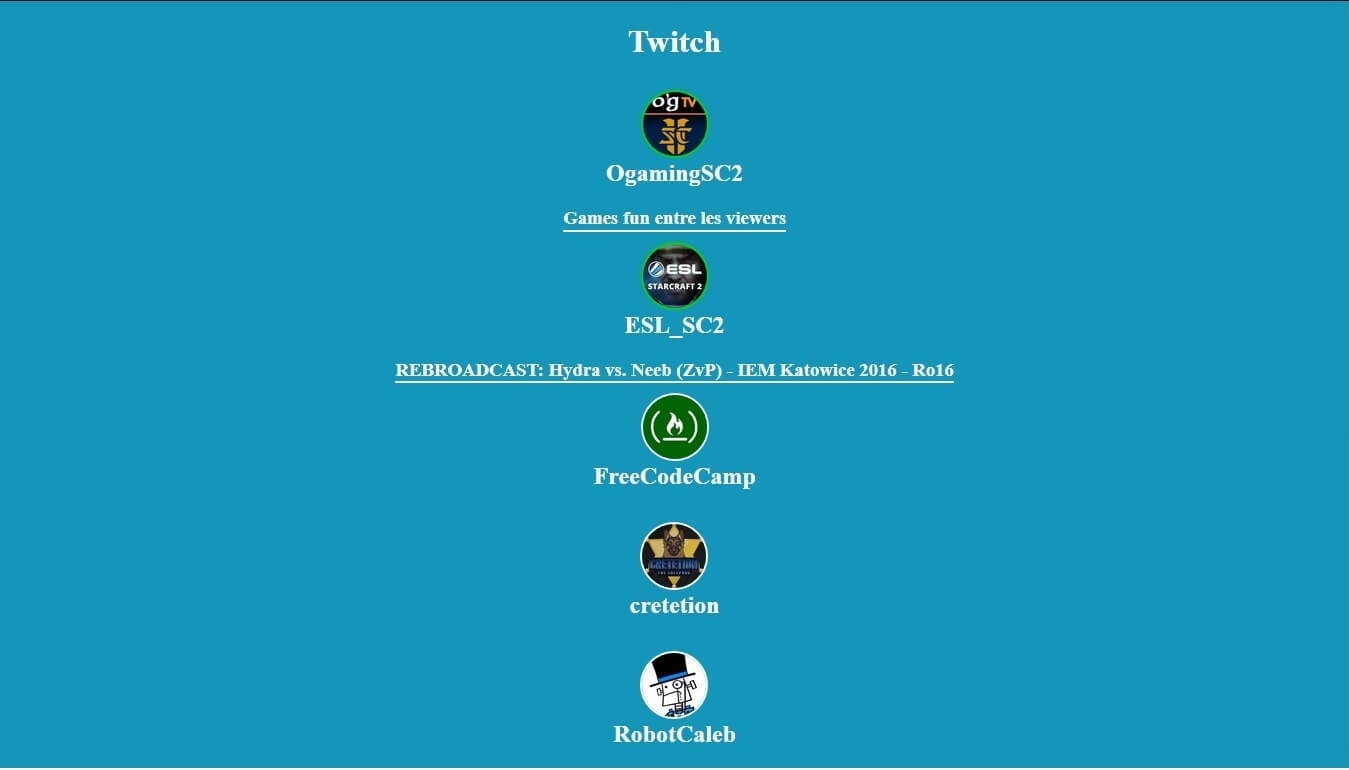 Twitch
o'g TV
SC
OgamingSC2
Games fun entre les viewers
ESL
STARCRAFT 2
ESL_SC2
REBROADCAST: Hydra vs. Neeb (ZvP) - IEM Katowice 2016 - Ro16
FreeCodeCamp
CRETETION
cretetion
RobotCaleb